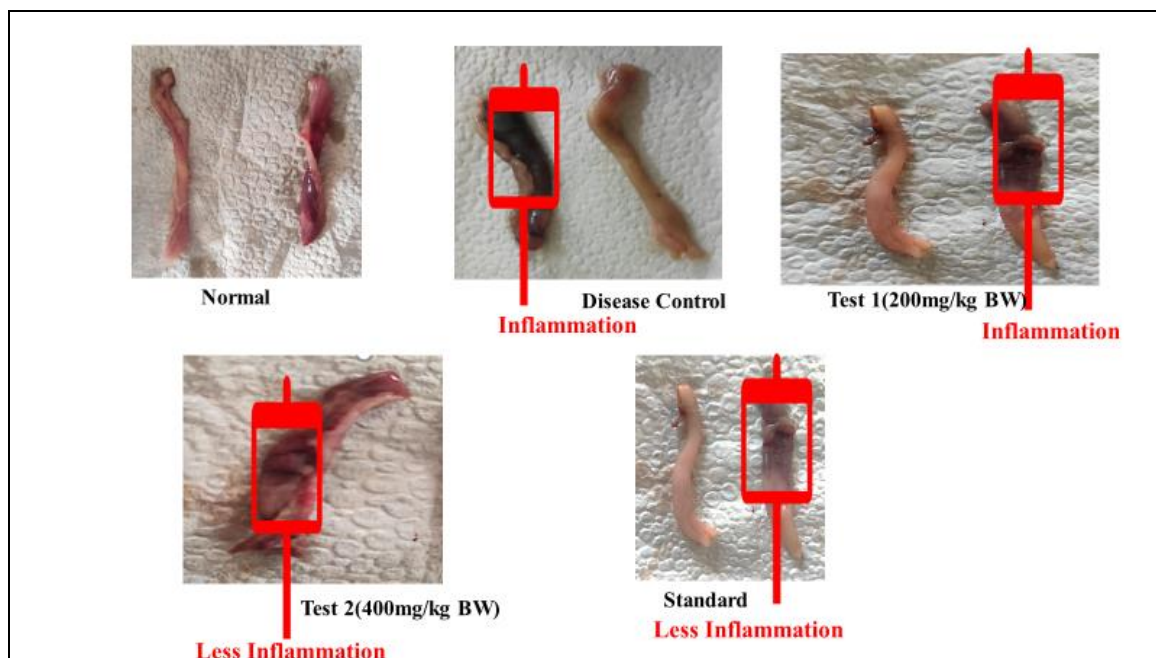 Normal
Disease Control
Inflammation
Test 1(200mg/kg BW)
Inflammation
Test 2(400mg/kg BW)
Less Inflammation
Standard
Less Inflammation